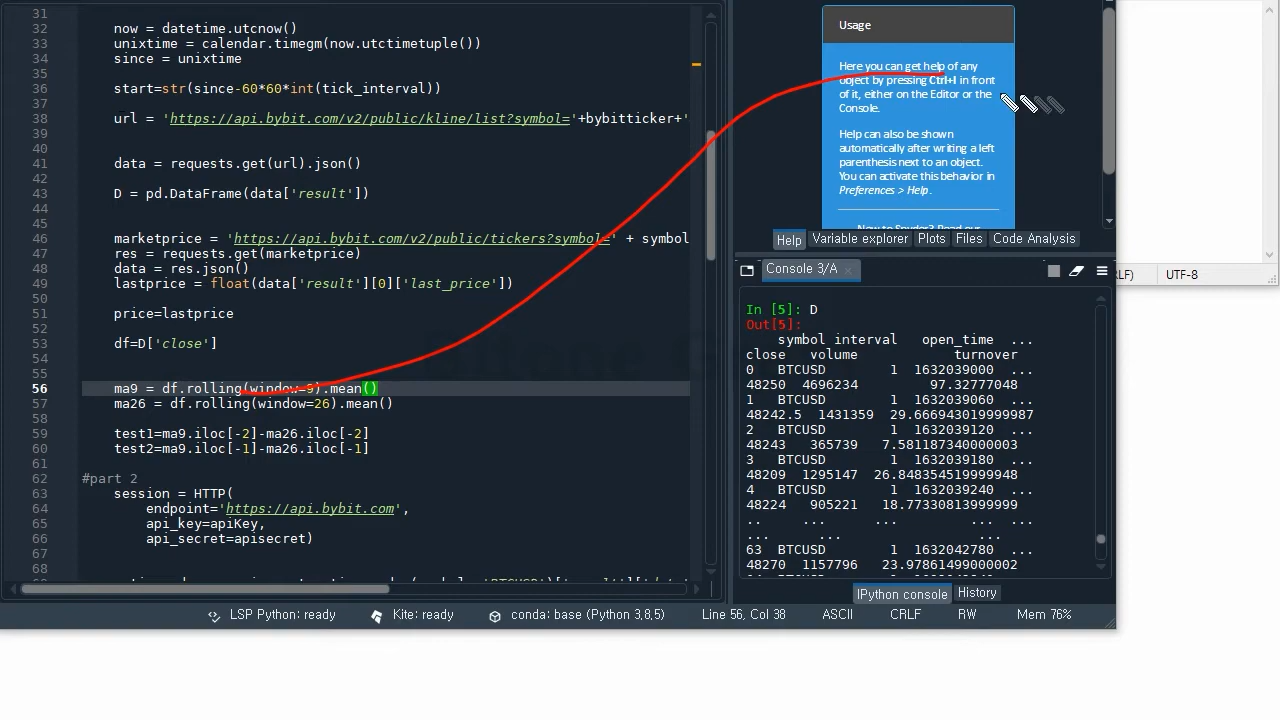 31
32 now = datetime.utcnow()
33 unixtime = calendar.timegm(now.utctimetuple())
34 since = unixtime
35
36 start=str(since-60*60*int(tick_interval))
37
38 url = 'https://api.bybit.com/v2/public/kline/list?symbol='+bybitticker+'
39
40
41 data = requests.get(url).json()
42
43 D = pd.DataFrame(data['result'])
44
45
46 marketprice = 'https://api.bybit.com/v2/public/tickers?symbol=' + symbol
47 res = requests.get(marketprice)
48 data = res.json()
49 lastprice = float(data['result'][0]['last_price'])
50
51 price=lastprice
52
53 df=D['close']
54
55
56 ma9 = df.rolling(window=9).mean()
57 ma26 = df.rolling(window=26).mean()
58
59 test1=ma9.iloc[-2]-ma26.iloc[-2]
60 test2=ma9.iloc[-1]-ma26.iloc[-1]
61
62 #part 2
63 session = HTTP(
64 endpoint='https://api.bybit.com',
65 api_key=apiKey,
66 api_secret=apisecret)
67
Usage
Here you can get help of any
object by pressing Ctrl+I in front
of it, either on the Editor or the
Console.
Help can also be shown
automatically after writing a left
parenthesis next to an object.
You can activate this behavior in
Preferences > Help.
New to Spyder? Read our
Help Variable explorer Plots Files Code Analysis
Console 3/A
In [5]: D
Out[5]:
symbol interval open_time ...
close volume turnover
0 BTCUSD 1 1632039000 ...
48250 4696234 97.32777048
1 BTCUSD 1 1632039060 ...
48242.5 1431359 29.666943019999987
2 BTCUSD 1 1632039120 ...
48243 365739 7.581187340000003
3 BTCUSD 1 1632039180 ...
48209 1295147 26.848354519999948
4 BTCUSD 1 1632039240 ...
48224 905221 18.77330813999999
.. ... ... ... ...
... ... ...
63 BTCUSD 1 1632042780 ...
48270 1157796 23.97861499000002
IPython console History
LSP Python: ready Kite: ready conda: base (Python 3.8.5) Line 56, Col 38 ASCII CRLF RW Mem 76%
LF) UTF-8